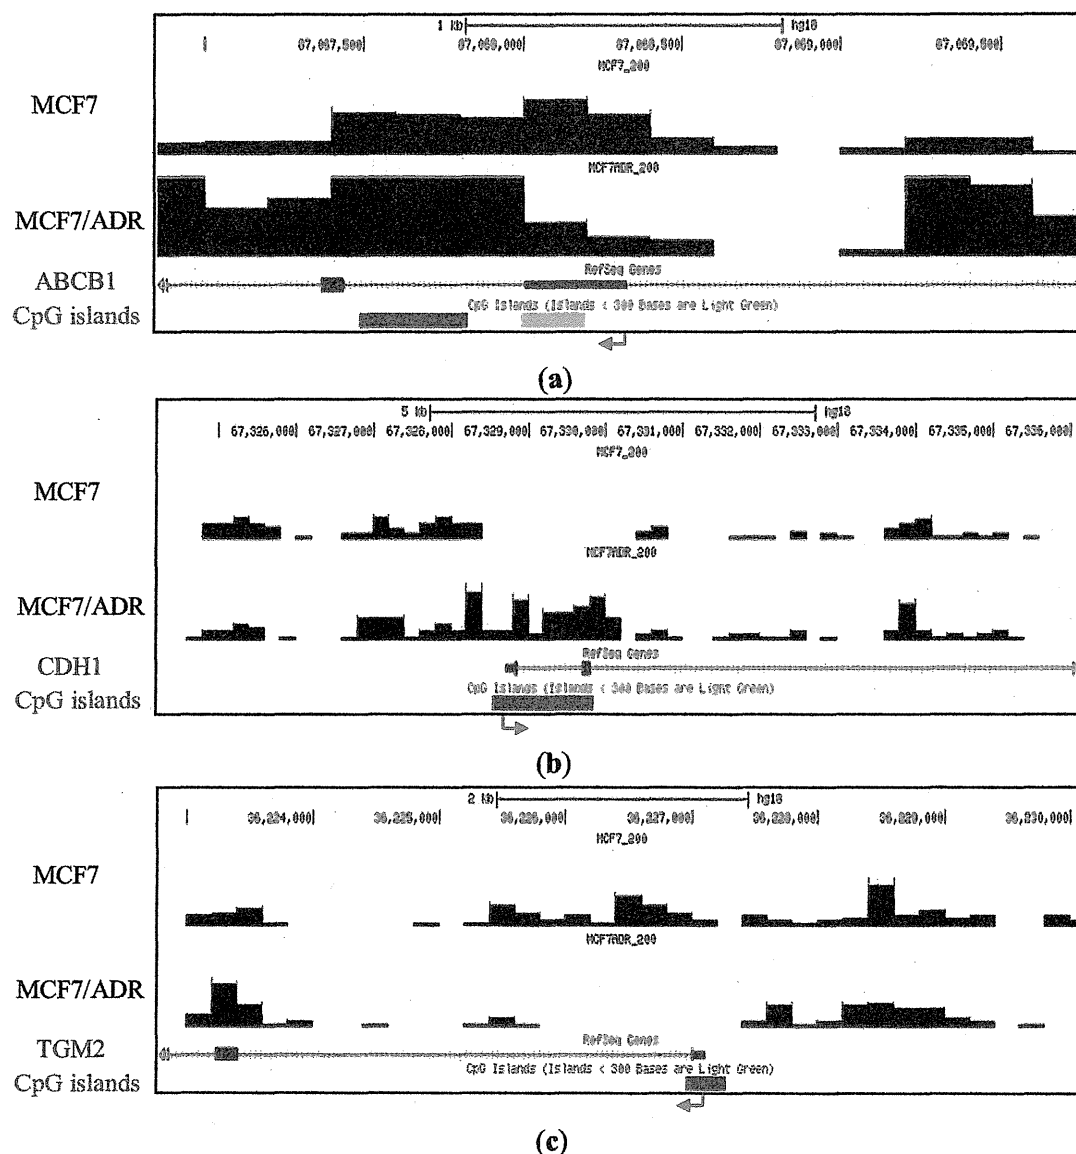 1 kb hg18
87,067,500 87,068,000 87,068,500 87,069,000 87,069,500
MCF7_200
MCF7
MCF7ADR_200
MCF7/ADR
RefSeq Genes
ABCB1
CpG Islands (Islands < 300 Bases are Light Green)
CpG islands
(a)
5 kb hg18
67,326,000 67,327,000 67,328,000 67,329,000 67,330,000 67,331,000 67,332,000 67,333,000 67,334,000 67,335,000 67,336,000
MCF7_200
MCF7
MCF7ADR_200
MCF7/ADR
RefSeq Genes
CDH1
CpG Islands (Islands < 300 Bases are Light Green)
CpG islands
(b)
2 kb hg18
36,224,000 36,225,000 36,226,000 36,227,000 36,228,000 36,229,000 36,230,000
MCF7_200
MCF7
MCF7ADR_200
MCF7/ADR
RefSeq Genes
TGM2
CpG Islands (Islands < 300 Bases are Light Green)
CpG islands
(c)